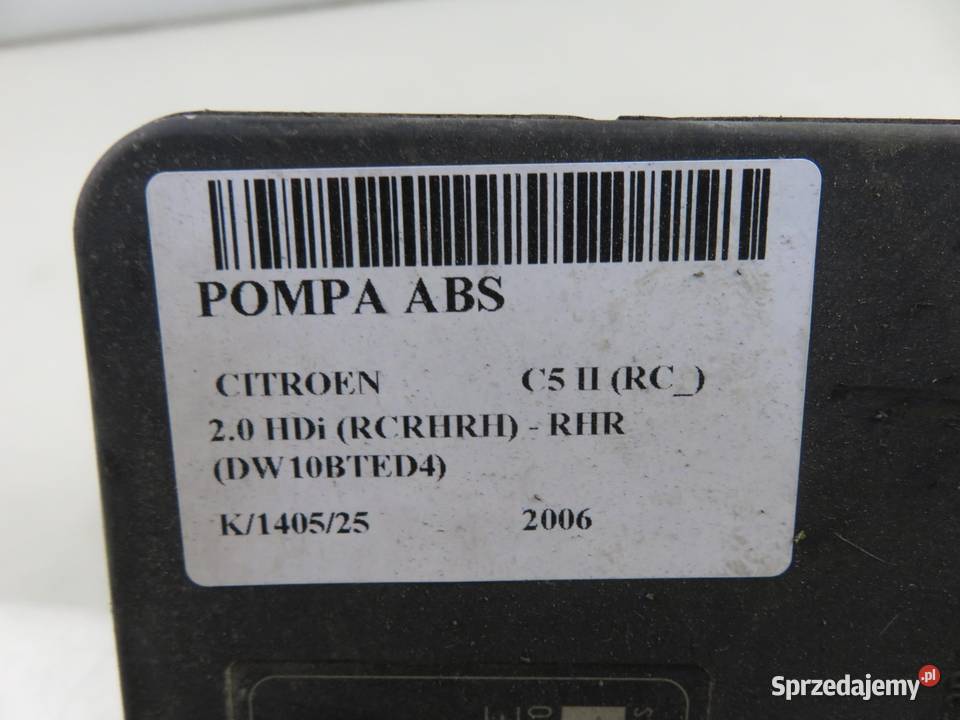 POMPA ABS
CITROEN C5 II (RC_)
2.0 HDi (RCRHRH) - RHR
(DW10BTED4)
K/1405/25 2006
Sprzedajemy.pl